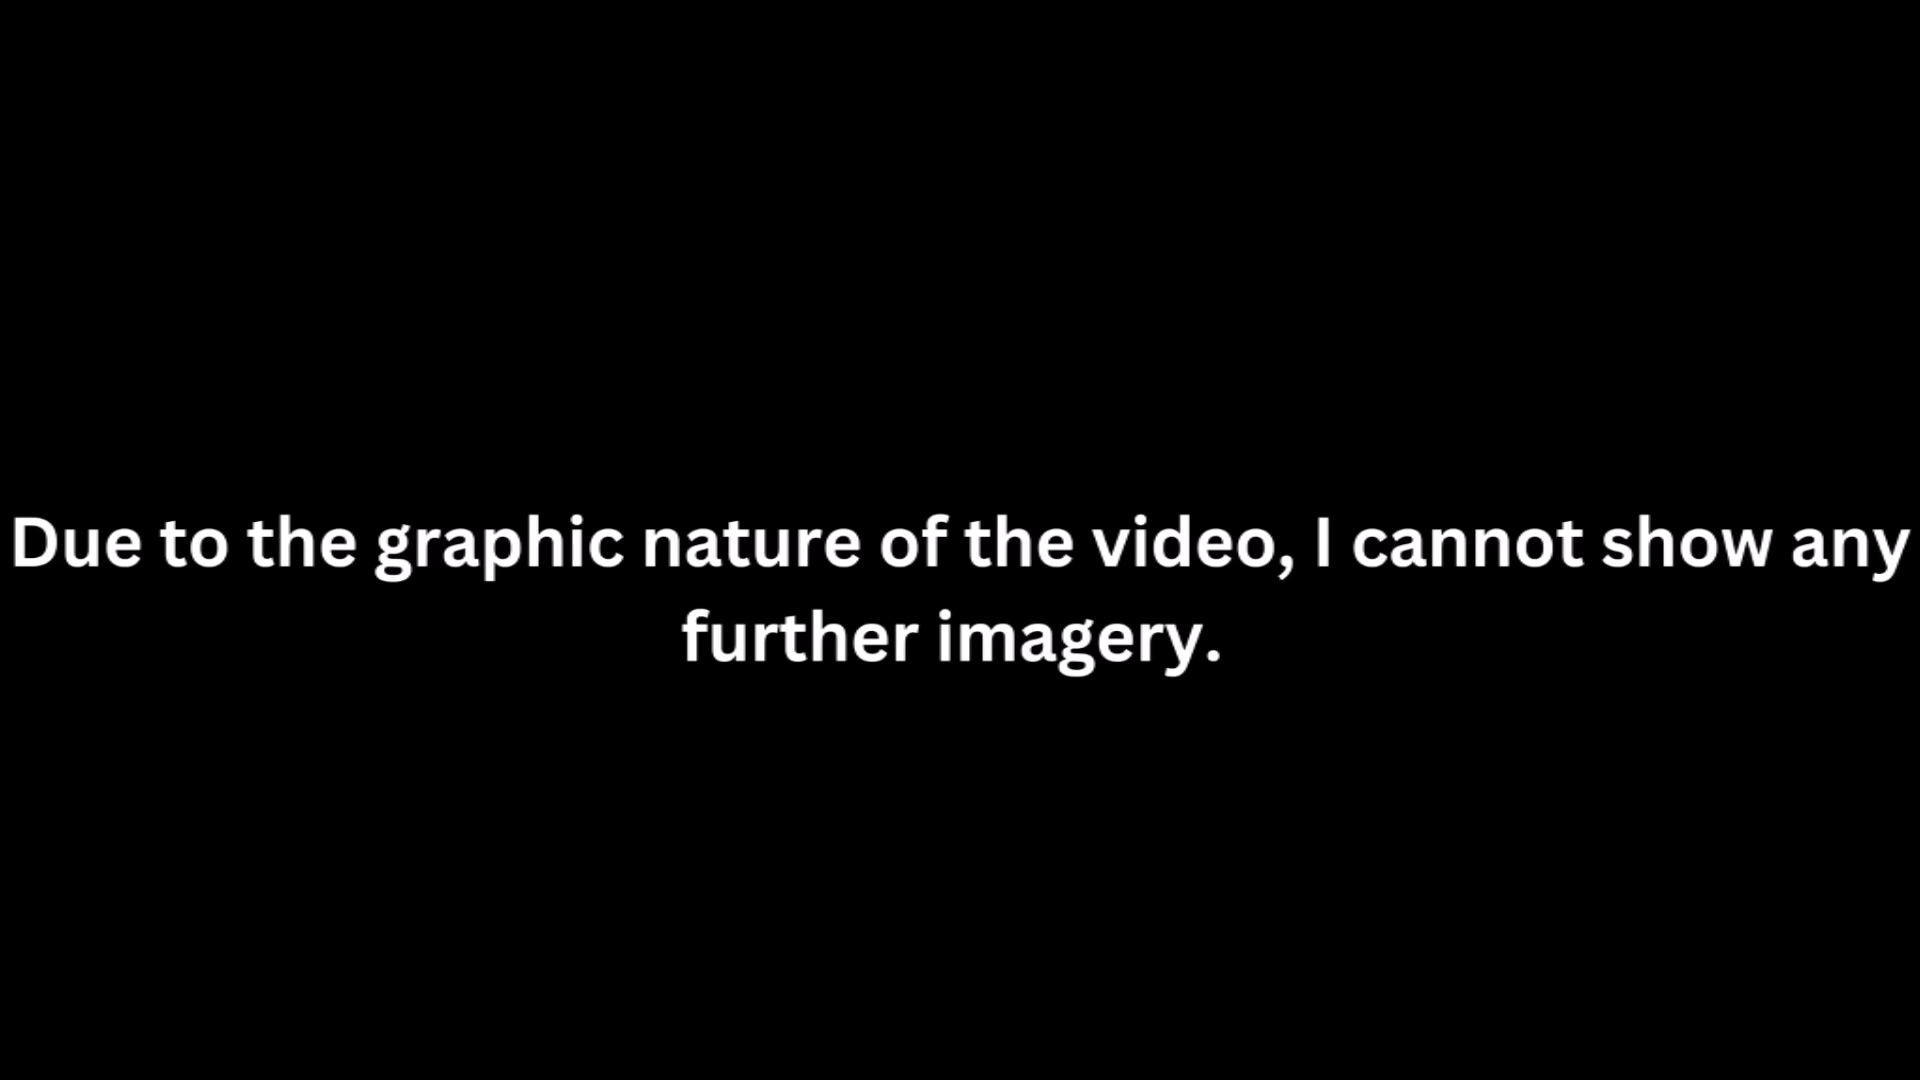 Due to the graphic nature of the video, I cannot show any
further imagery.